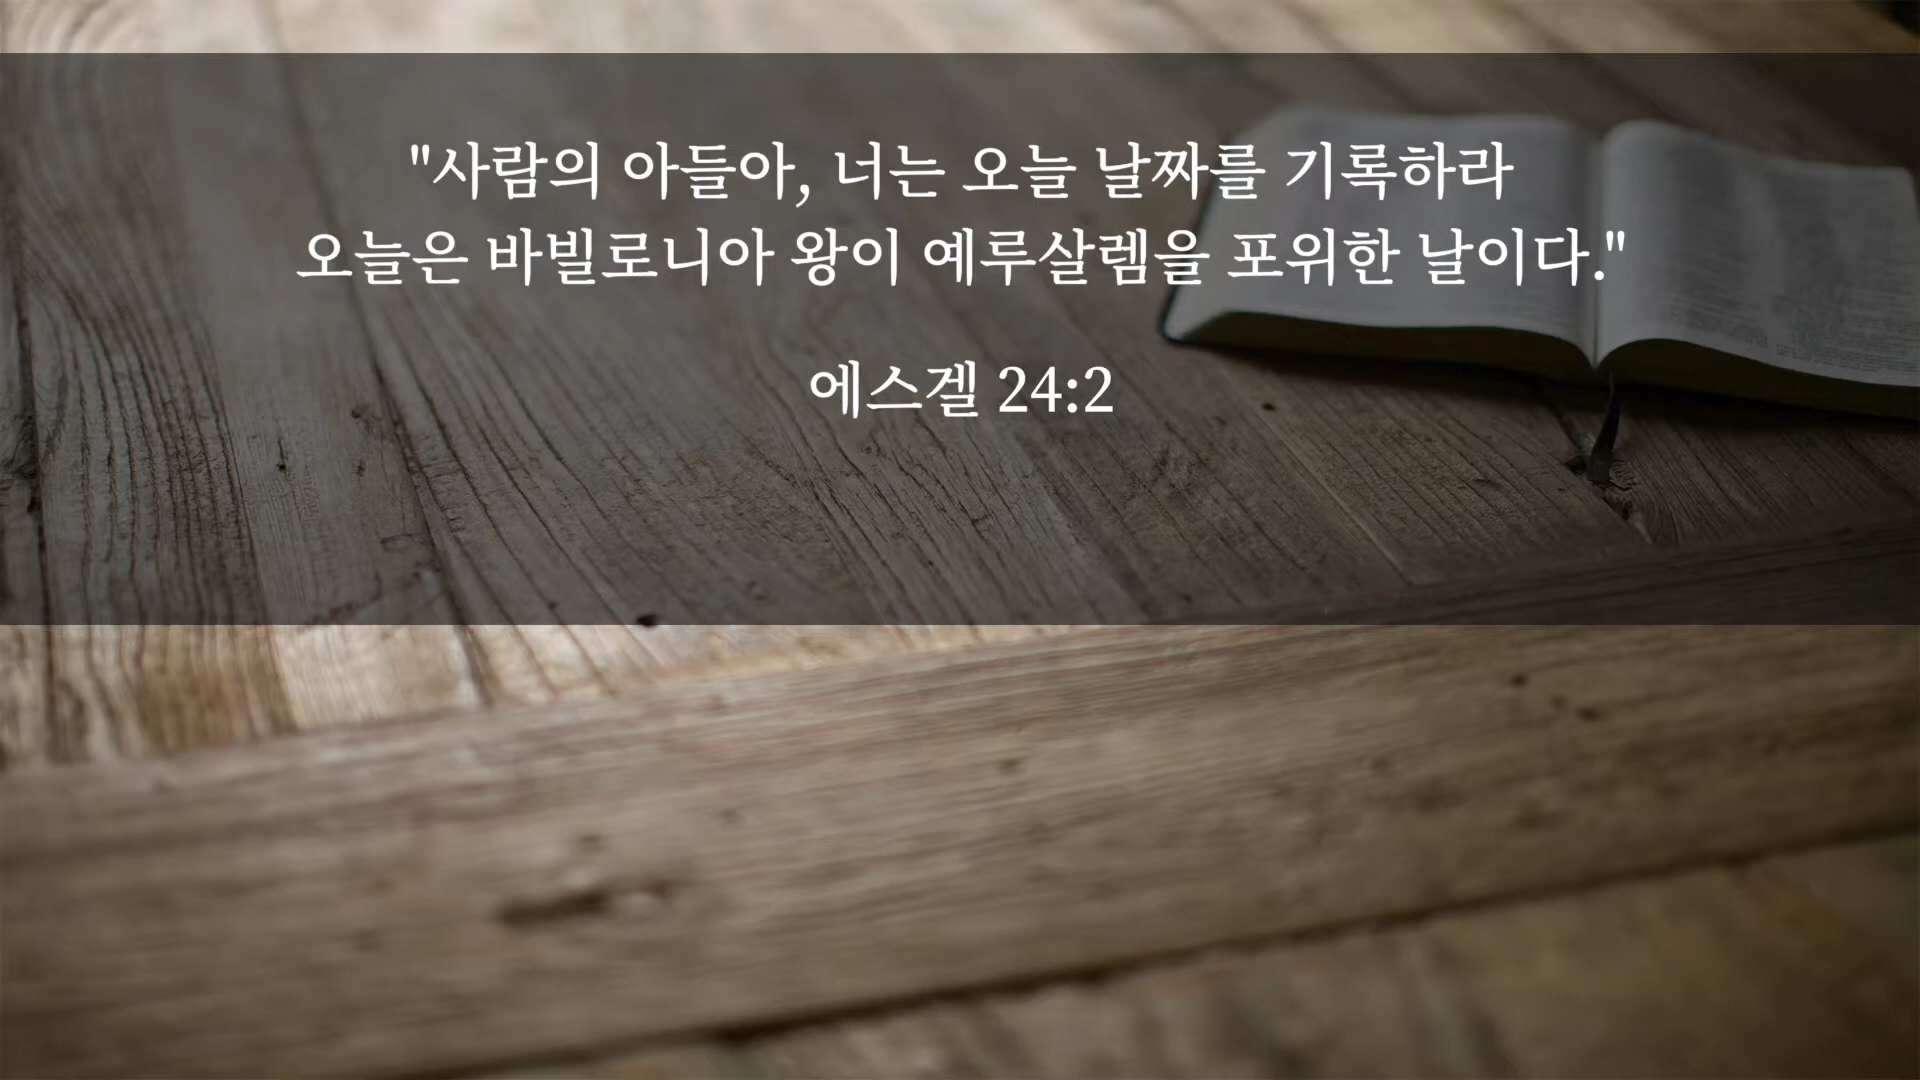 "사람의 아들아, 너는 오늘 날짜를 기록하라
오늘은 바빌로니아 왕이 예루살렘을 포위한 날이다."
에스겔 24:2